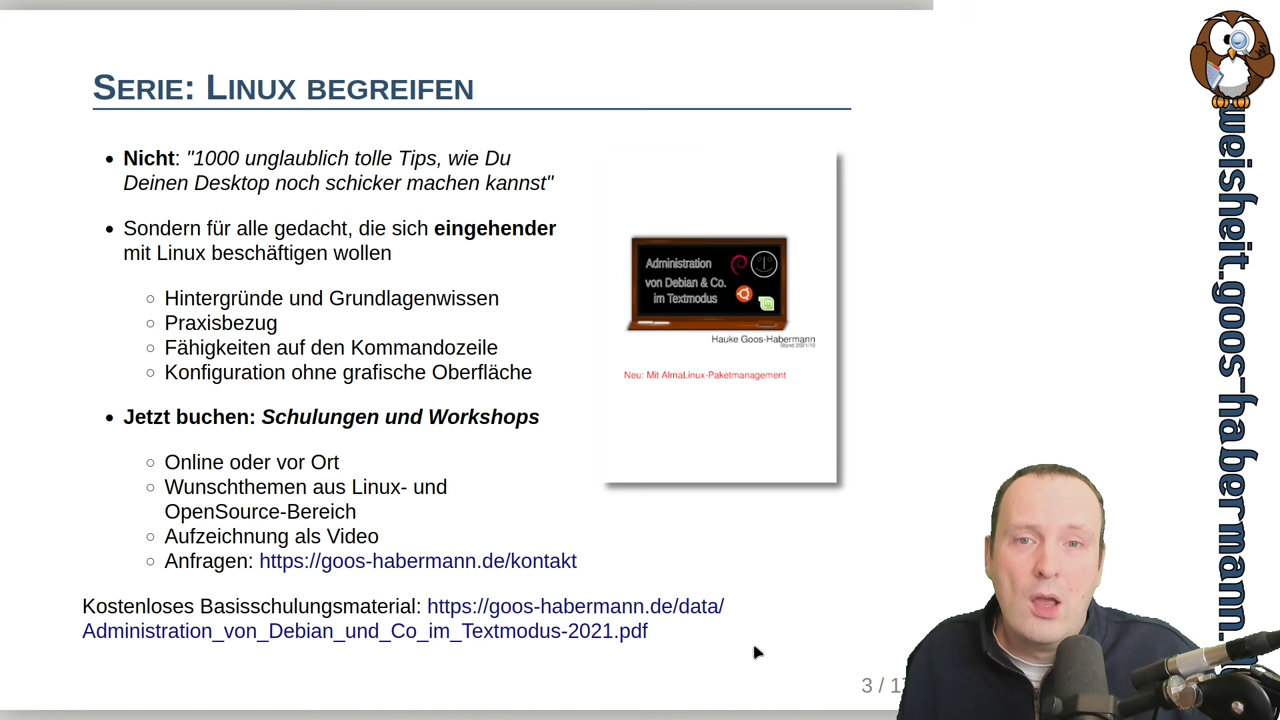 SERIE: LINUX BEGREIFEN
Nicht: "1000 unglaublich tolle Tips, wie Du
Deinen Desktop noch schicker machen kannst"
Sondern für alle gedacht, die sich eingehender
mit Linux beschäftigen wollen
Hintergründe und Grundlagenwissen
Praxisbezug
Fähigkeiten auf den Kommandozeile
Konfiguration ohne grafische Oberfläche
Jetzt buchen: Schulungen und Workshops
Online oder vor Ort
Wunschthemen aus Linux- und
OpenSource-Bereich
Aufzeichnung als Video
Anfragen: https://goos-habermann.de/kontakt
Kostenloses Basisschulungsmaterial: https://goos-habermann.de/data/
Administration_von_Debian_und_Co_im_Textmodus-2021.pdf
Administration
von Debian & Co.
im Textmodus
Hauke Goos-Habermann
Stand 2021/10
Neu: Mit AlmaLinux-Paketmanagement
3 /
weisheit.goos-habermann.